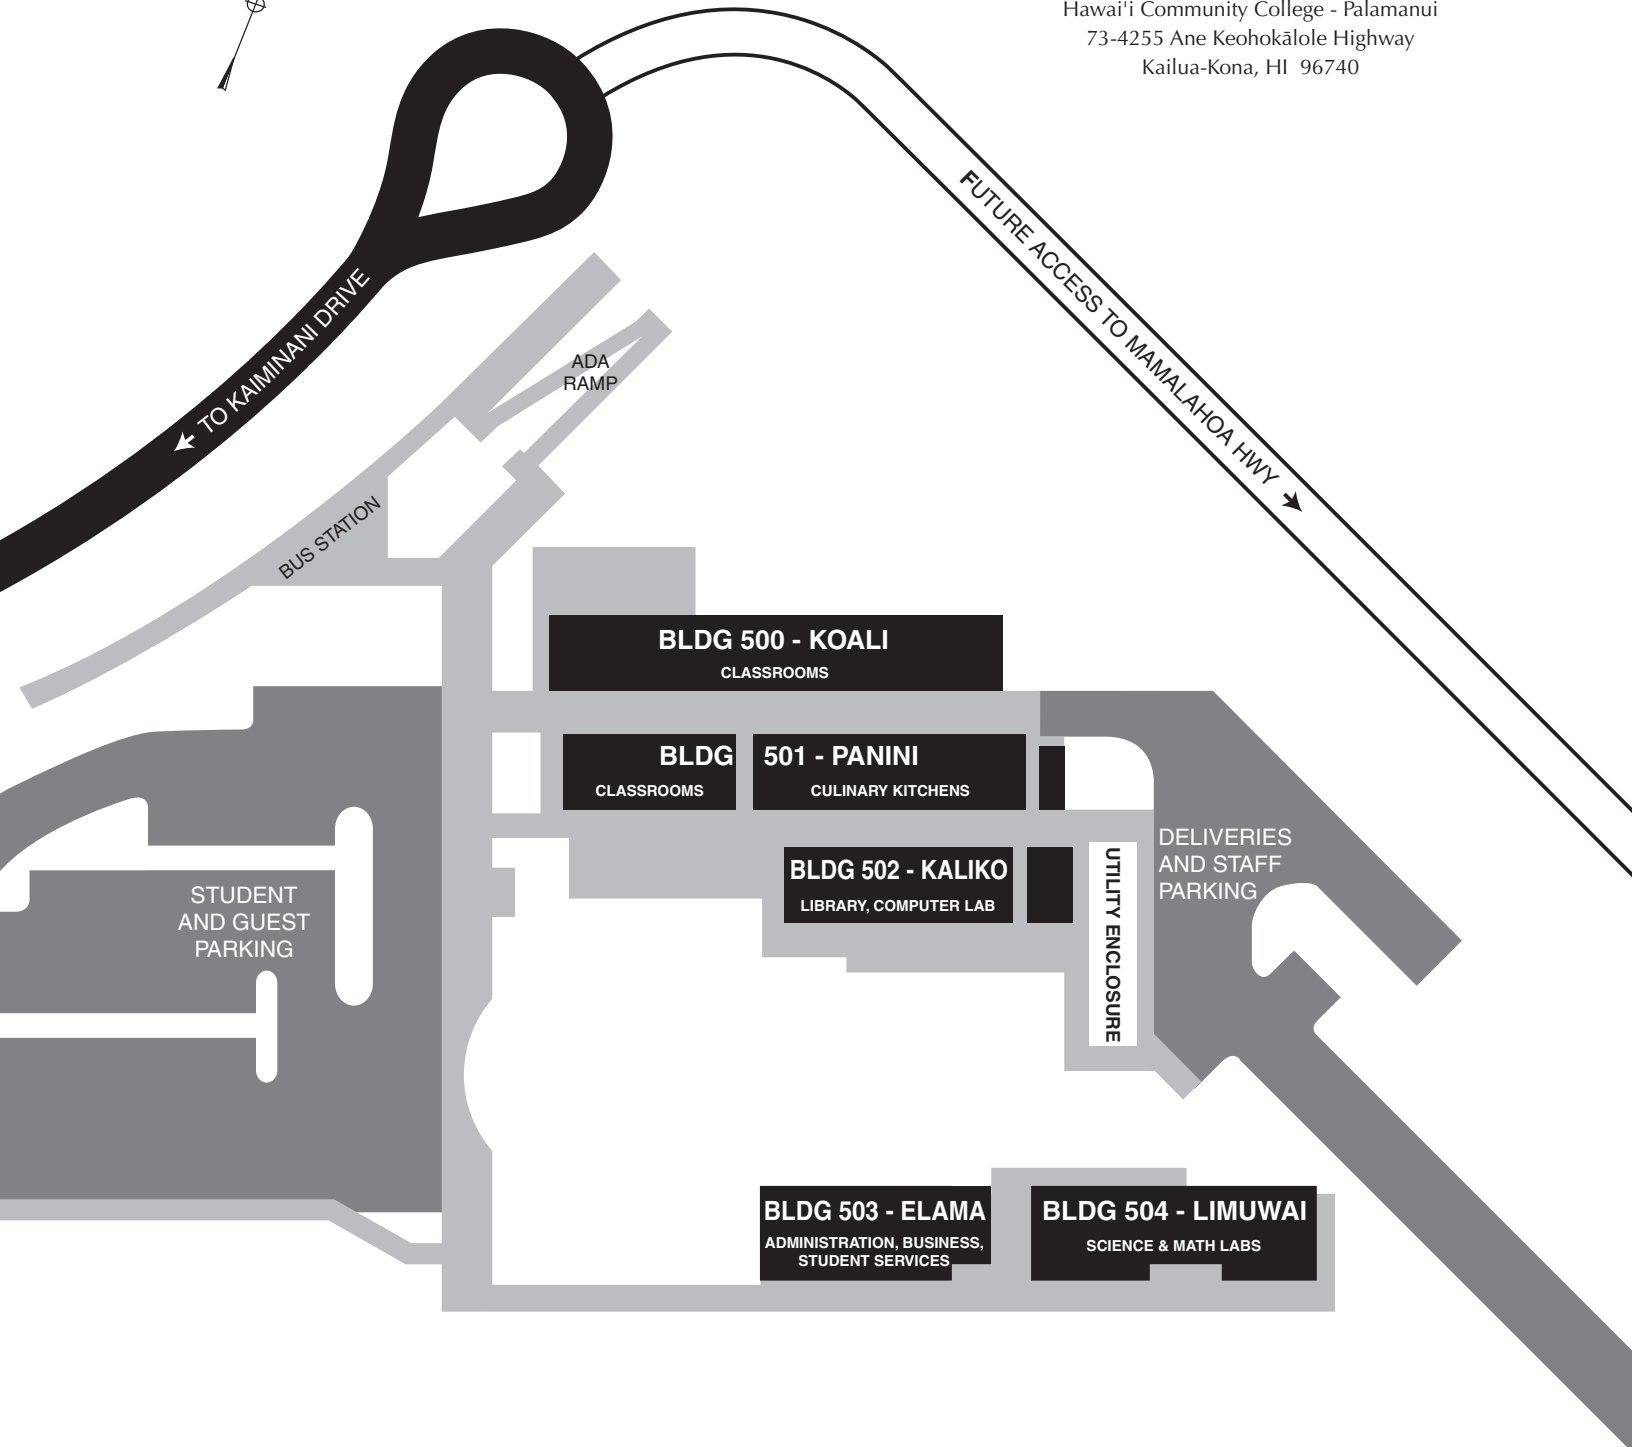 Hawai'i Community College - Palamanui
73-4255 Ane Keohokālole Highway
Kailua-Kona, HI  96740
FUTURE ACCESS TO MAMALAHOA HWY
TO KAIMINANI DRIVE
ADA
RAMP
BUS STATION
BLDG 500 - KOALI
CLASSROOMS
BLDG 501 - PANINI
CLASSROOMS
CULINARY KITCHENS
BLDG 502 - KALIKO
LIBRARY, COMPUTER LAB
UTILITY ENCLOSURE
DELIVERIES
AND STAFF
PARKING
STUDENT
AND GUEST
PARKING
BLDG 503 - ELAMA
ADMINISTRATION, BUSINESS,
STUDENT SERVICES
BLDG 504 - LIMUWAI
SCIENCE & MATH LABS